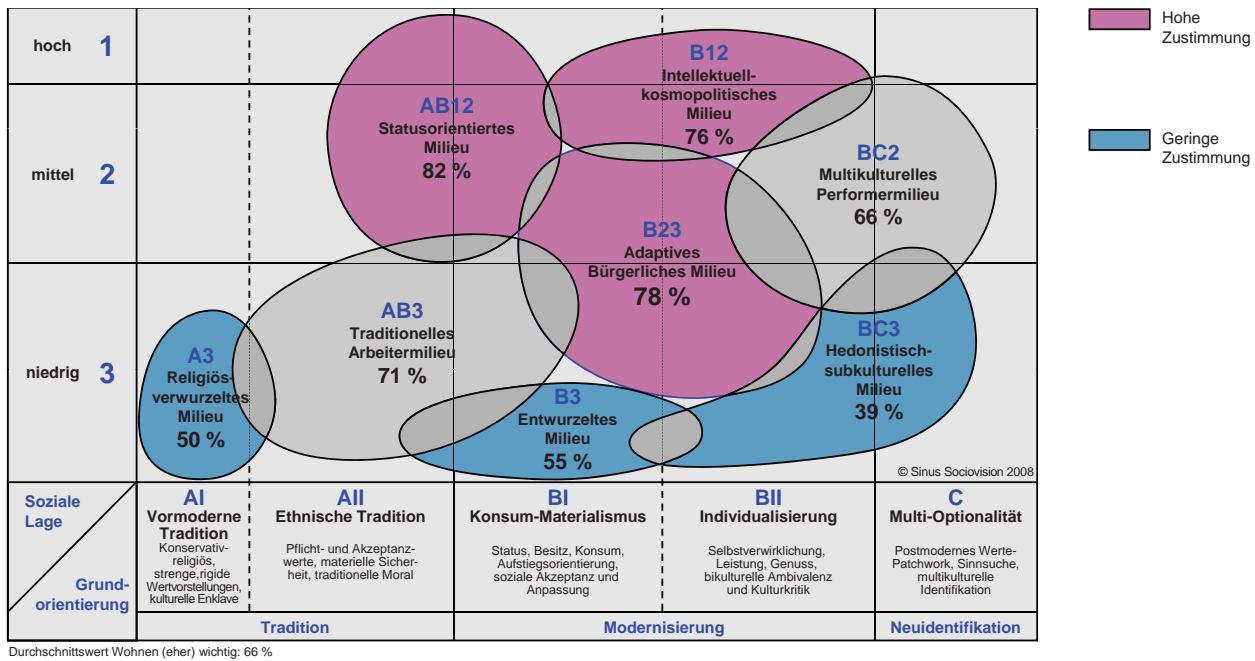 hoch 1
mittel 2
niedrig 3
AB12
Statusorientiertes
Milieu
82 %
B12
Intellektuell-
kosmopolitisches
Milieu
76 %
BC2
Multikulturelles
Performermilieu
66 %
B23
Adaptives
Bürgerliches Milieu
78 %
AB3
Traditionelles
Arbeitermilieu
71 %
A3
Religiös-
verwurzeltes
Milieu
50 %
B3
Entwurzeltes
Milieu
55 %
BC3
Hedonistisch-
subkulturelles
Milieu
39 %
© Sinus Sociovision 2008
Hohe
Zustimmung
Geringe
Zustimmung
Soziale
Lage
Grund-
orientierung
AI
Vormoderne
Tradition
Konservativ-
religiös,
strenge,rigide
Wertvorstellungen,
kulturelle Enklave
AII
Ethnische Tradition
Pflicht- und Akzeptanz-
werte, materielle Sicher-
heit, traditionelle Moral
BI
Konsum-Materialismus
Status, Besitz, Konsum,
Aufstiegsorientierung,
soziale Akzeptanz und
Anpassung
BII
Individualisierung
Selbstverwirklichung,
Leistung, Genuss,
bikulturelle Ambivalenz
und Kulturkritik
C
Multi-Optionalität
Postmodernes Werte-
Patchwork, Sinnsuche,
multikulturelle
Identifikation
Tradition
Modernisierung
Neuidentifikation
Durchschnittswert Wohnen (eher) wichtig: 66 %